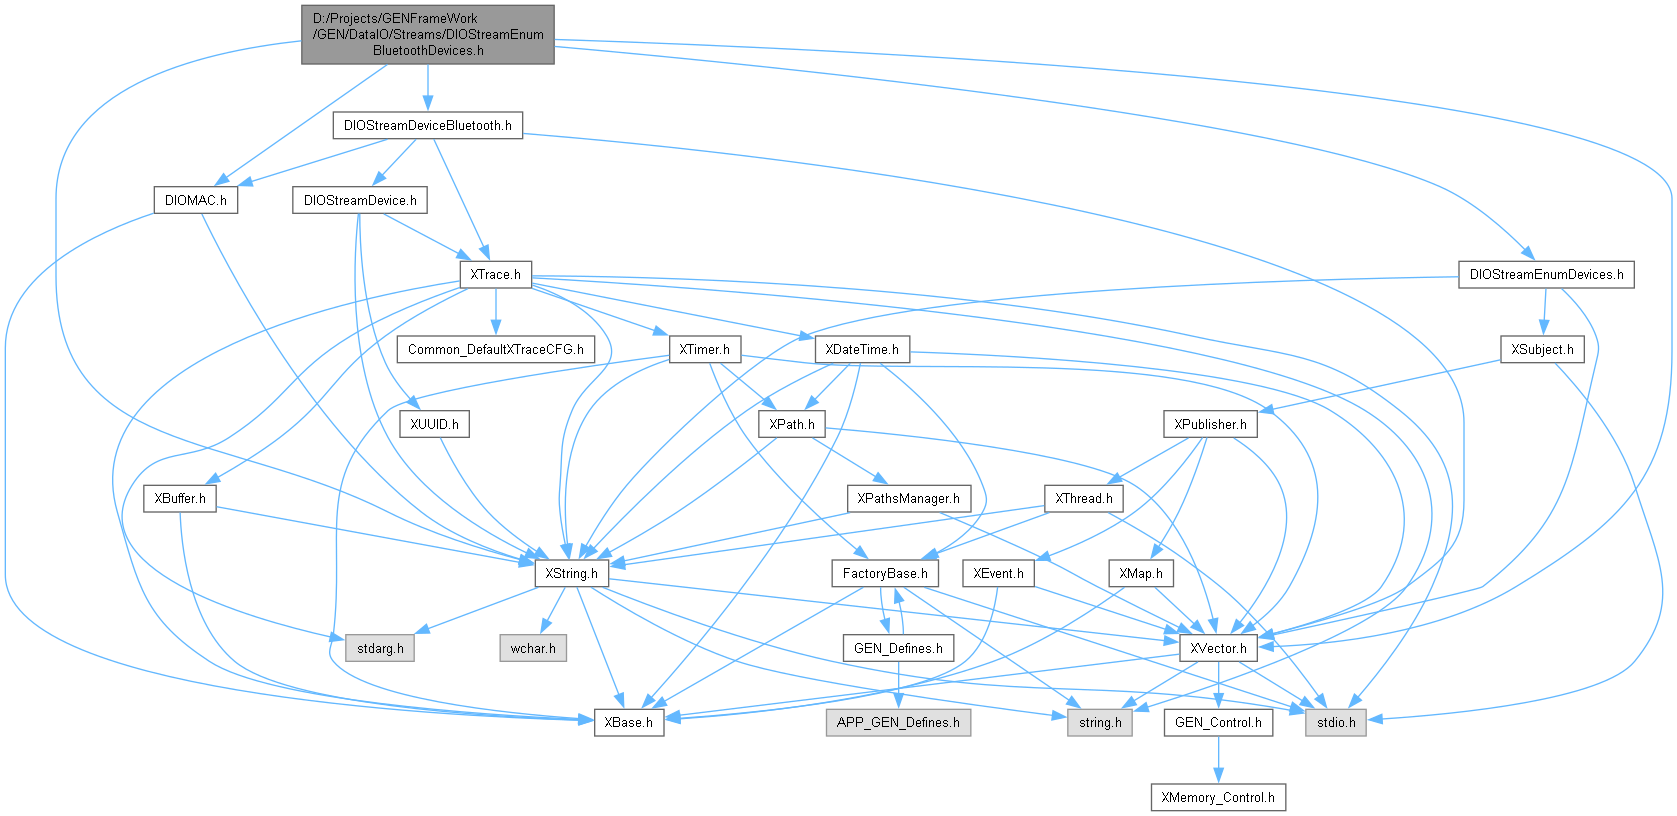 D:/Projects/GENFrameWork
/GEN/DataIO/Streams/DIOStreamEnum
BluetoothDevices.h
DIOStreamDeviceBluetooth.h
DIOMAC.h
DIOStreamDevice.h
XTrace.h
DIOStreamEnumDevices.h
Common_DefaultXTraceCFG.h
XTimer.h
XDateTime.h
XSubject.h
XUUID.h
XPath.h
XPublisher.h
XBuffer.h
XPathsManager.h
XThread.h
XString.h
FactoryBase.h
XEvent.h
XMap.h
stdarg.h
wchar.h
GEN_Defines.h
XVector.h
XBase.h
APP_GEN_Defines.h
string.h
GEN_Control.h
stdio.h
XMemory_Control.h